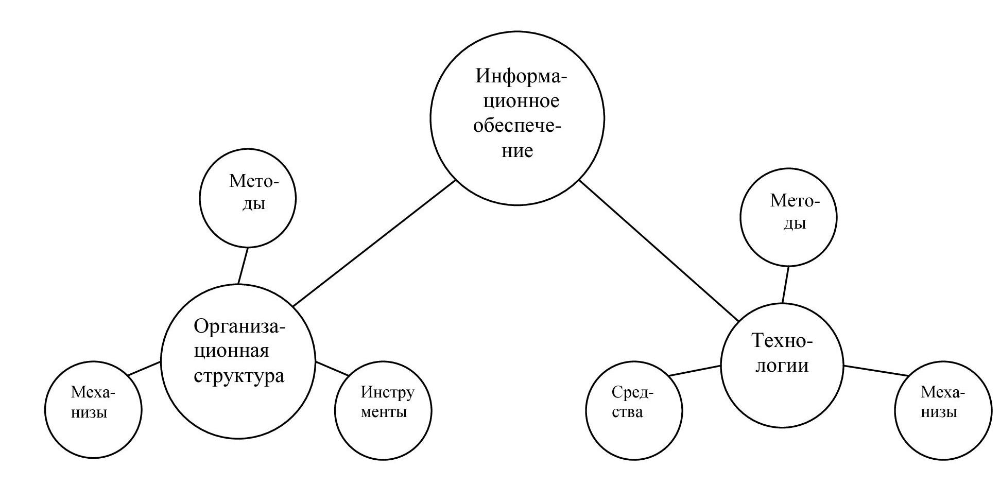 Информа-
ционное
обеспече-
ние
Мето-
ды
Мето-
ды
Организа-
ционная
структура
Техно-
логии
Меха-
низы
Инстру
менты
Сред-
ства
Меха-
низы